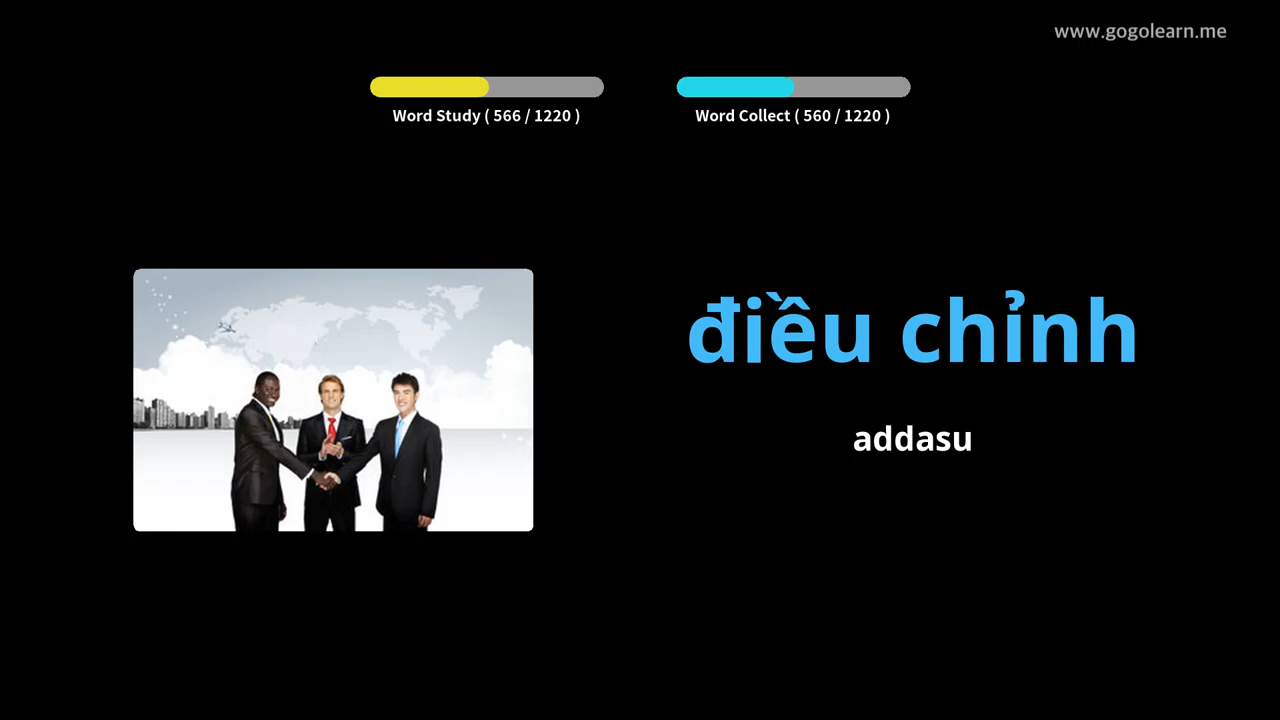 www.gogolearn.me
Word Study ( 566 / 1220 )
Word Collect ( 560 / 1220 )
điều chỉnh
addasu